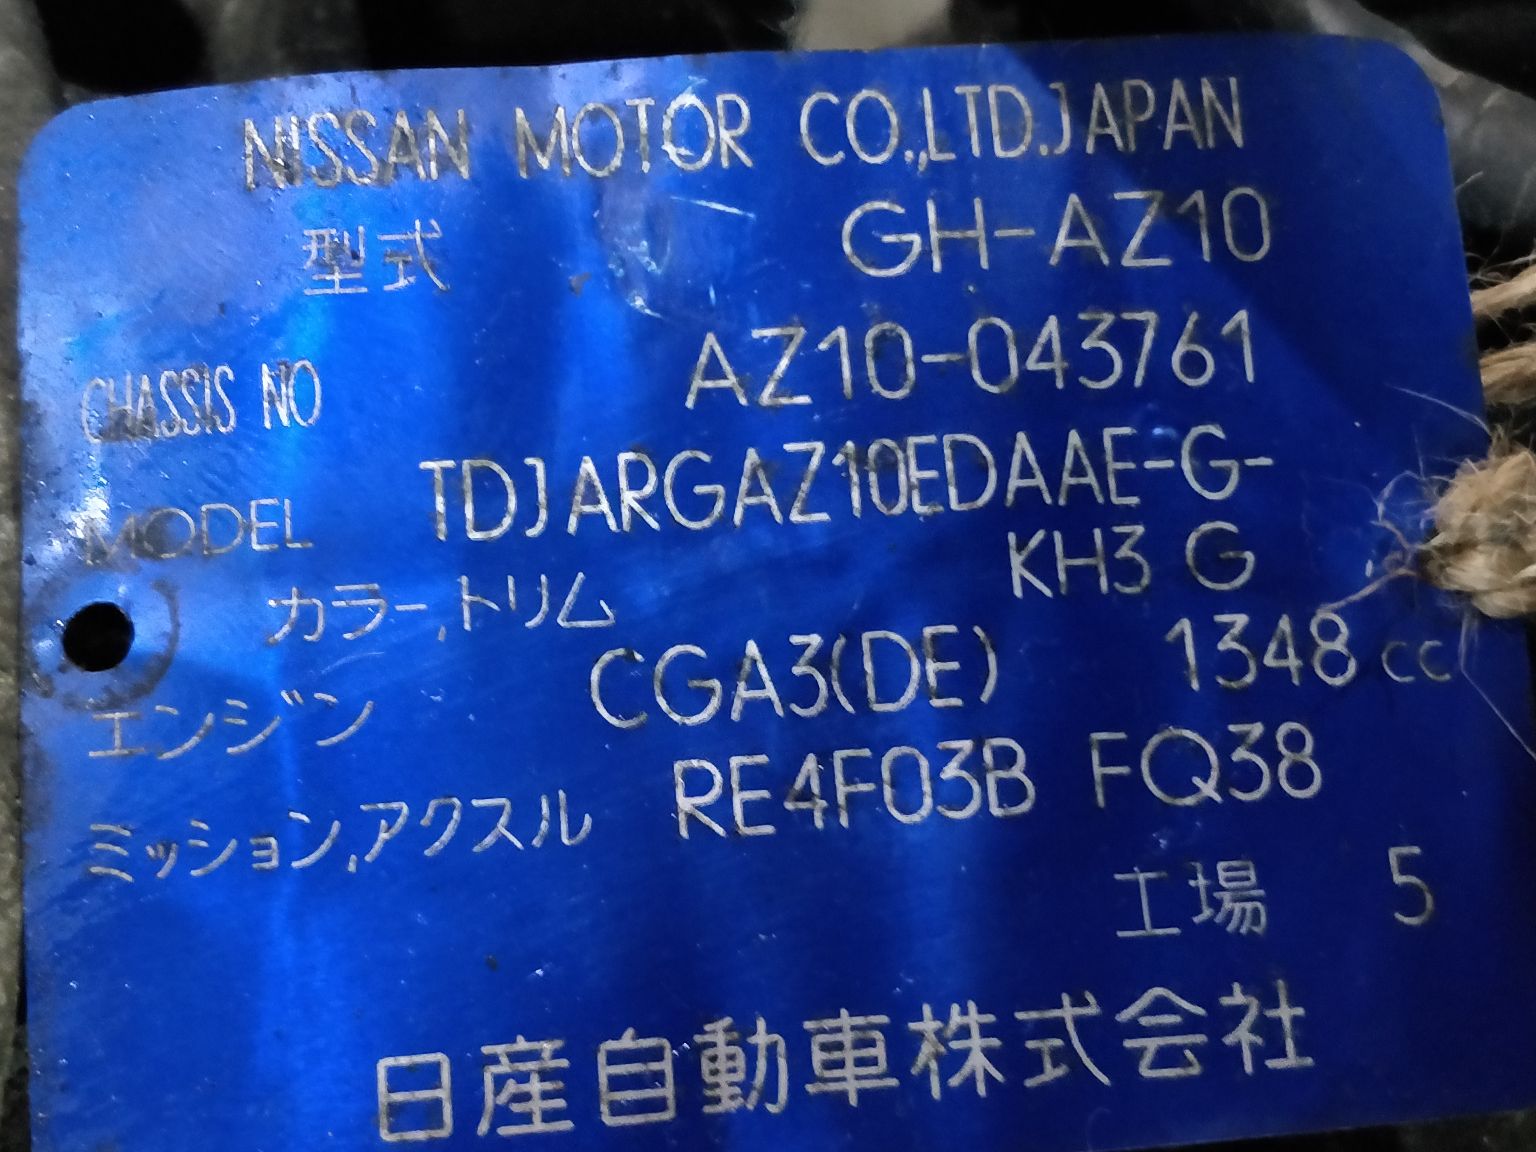 NISSAN MOTOR CO.,LTD.JAPAN
型式 GH-AZ10
CHASSIS NO AZ10-043761
MODEL TDJARGAZ10EDAAE-G-
カラー,トリム KH3 G
エンジン CGA3(DE) 1348 cc
ミッション,アクスル RE4F03B FQ38
工場 5
日産自動車株式会社